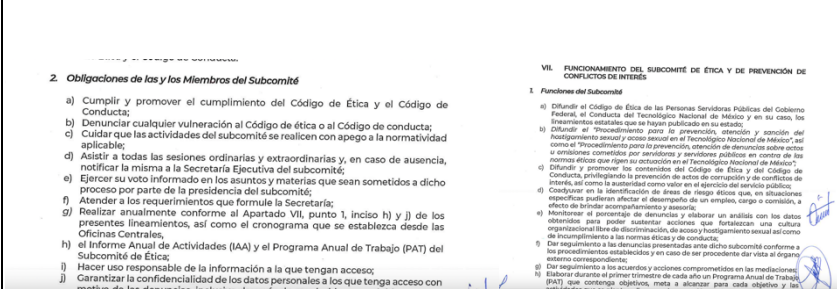 2. Obligaciones de las y los Miembros del Subcomité
a) Cumplir y promover el cumplimiento del Código de Ética y el Código de
Conducta;
b) Denunciar cualquier vulneración al Código de ética o al Código de conducta;
c) Cuidar que las actividades del subcomité se realicen con apego a la normatividad
aplicable;
d) Asistir a todas las sesiones ordinarias y extraordinarias y, en caso de ausencia,
notificar la misma a la Secretaría Ejecutiva del subcomité;
e) Ejercer su voto informado en los asuntos y materias que sean sometidos a dicho
proceso por parte de la presidencia del subcomité;
f) Atender a los requerimientos que formule la Secretaría;
g) Realizar anualmente conforme al Apartado VII, punto 1, inciso h) y j) de los
presentes lineamientos, así como el cronograma que se establezca desde las
Oficinas Centrales,
h) el Informe Anual de Actividades (IAA) y el Programa Anual de Trabajo (PAT) del
Subcomité de Ética;
i) Hacer uso responsable de la información a la que tengan acceso;
j) Garantizar la confidencialidad de los datos personales a los que tenga acceso con
VII. FUNCIONAMIENTO DEL SUBCOMITÉ DE ÉTICA Y DE PREVENCIÓN DE
CONFLICTOS DE INTERÉS
1. Funciones del Subcomité
a) Difundir el Código de Ética de las Personas Servidoras Públicas del Gobierno
Federal, el Conducta del Tecnológico Nacional de México y en su caso, los
lineamientos estatales que se hayan publicado en su estado;
b) Difundir el "Procedimiento para la prevención, atención y sanción del
hostigamiento sexual y acoso sexual en el Tecnológico Nacional de México", así
como el "Procedimiento para la prevención, atención de denuncias sobre actos
u omisiones cometidos por servidoras y servidores públicos en contra de las
normas éticas que rigen su actuación en el Tecnológico Nacional de México";
c) Difundir y promover los contenidos del Código de Ética y del Código de
Conducta, privilegiando la prevención de actos de corrupción y de conflictos de
interés, así como la austeridad como valor en el ejercicio del servicio público;
d) Coadyuvar en la identificación de áreas de riesgo éticos que, en situaciones
específicas pudieran afectar el desempeño de un empleo, cargo o comisión, a
efecto de brindar acompañamiento y asesoría;
e) Monitorear el porcentaje de denuncias y elaborar un análisis con los datos
obtenidos para poder sustentar acciones que fortalezcan una cultura
organizacional libre de discriminación, de acoso y hostigamiento sexual así como
de incumplimiento a las normas éticas y de conducta;
f) Dar seguimiento a las denuncias presentadas ante dicho subcomité conforme a
los procedimientos establecidos y en caso de ser procedente dar vista al órgano
externo correspondiente;
g) Dar seguimiento a los acuerdos y acciones comprometidos en las mediaciones;
h) Elaborar durante el primer trimestre de cada año un Programa Anual de Trabajo
(PAT) que contenga objetivos, meta a alcanzar para cada objetivo y las